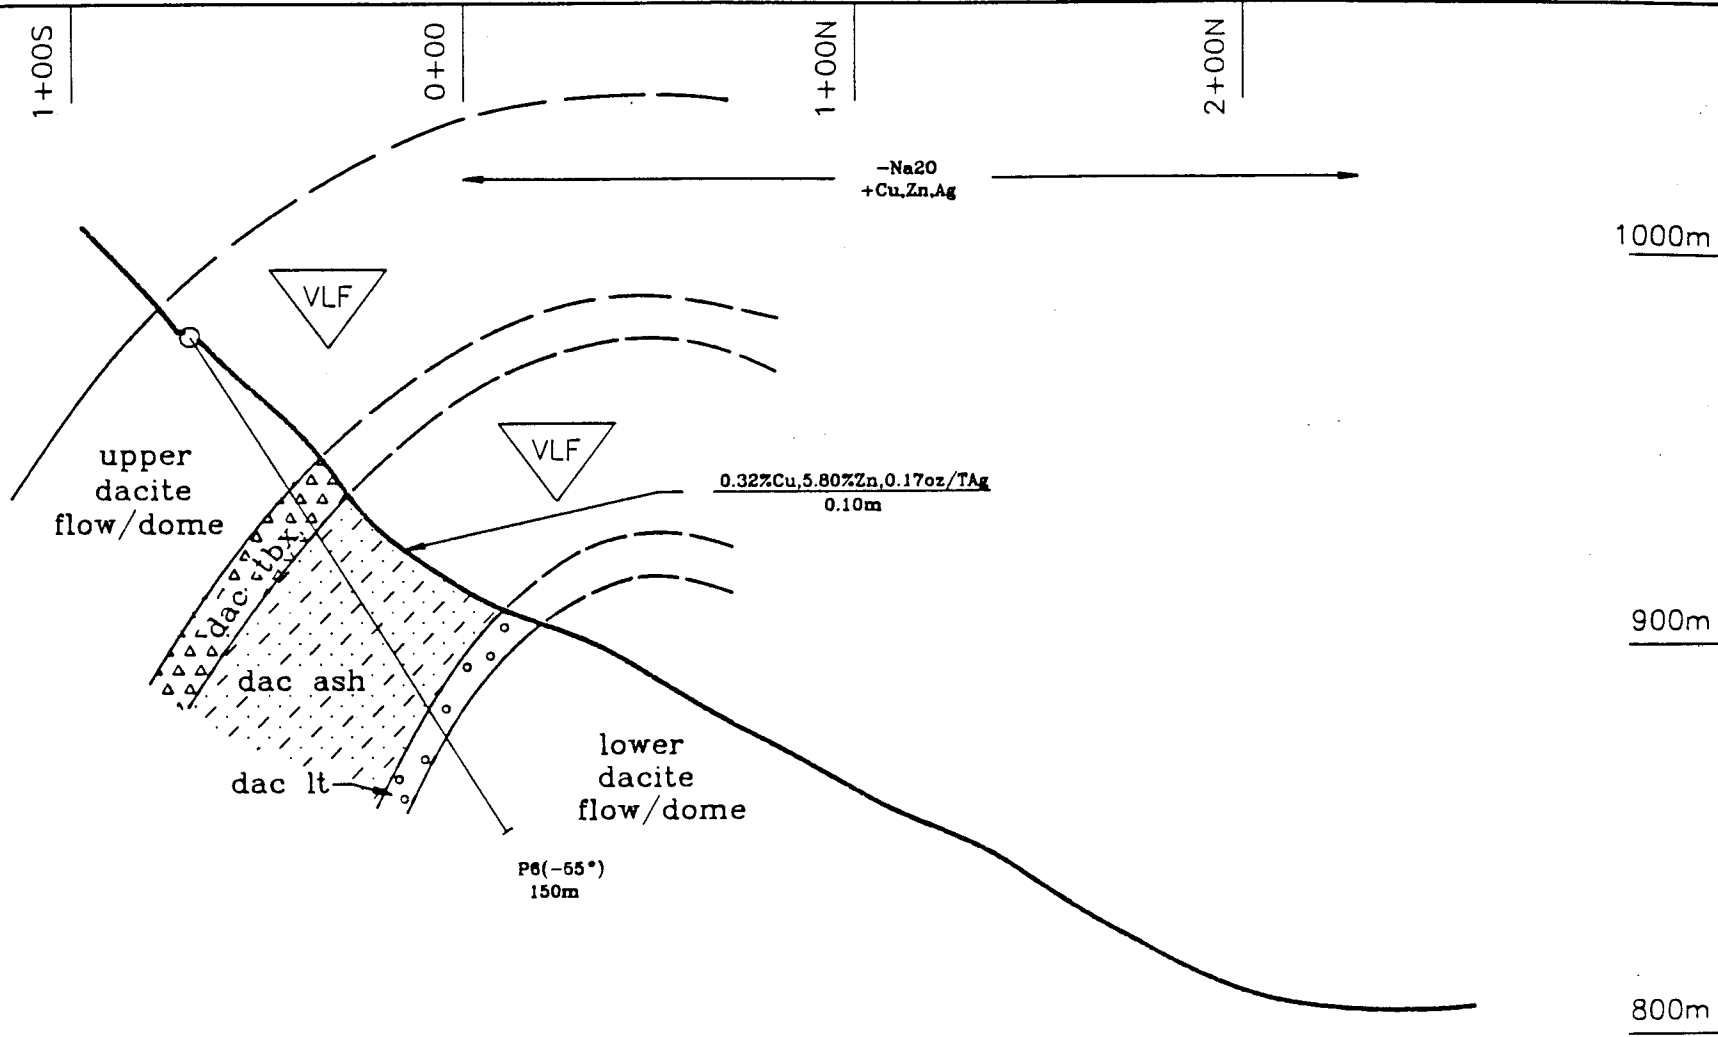 1+00S
0+00
1+00N
2+00N
-Na20
+Cu,Zn,Ag
1000m
VLF
VLF
upper
dacite
flow/dome
0.32%Cu,5.80%Zn,0.17oz/TAg
0.10m
dac tbx
900m
dac ash
lower
dacite
flow/dome
dac lt
P6(-55°)
150m
800m